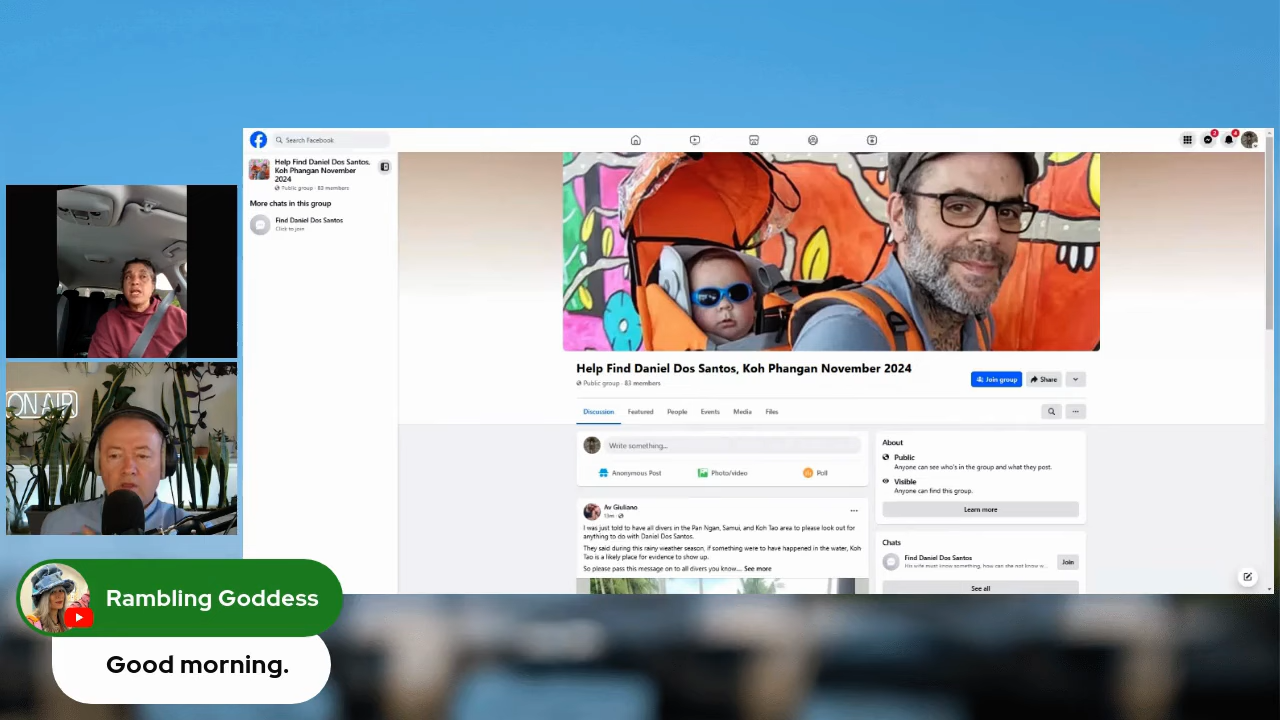 Search Facebook
Help Find Daniel Dos Santos,
Koh Phangan November
2024
Public group · 83 members
More chats in this group
Find Daniel Dos Santos
Click to join
ON AIR
Help Find Daniel Dos Santos, Koh Phangan November 2024
Public group · 83 members
Join group
Share
Discussion
Featured
People
Events
Media
Files
Write something...
Anonymous Post
Photo/video
Poll
About
Public
Anyone can see who's in the group and what they post.
Visible
Anyone can find this group.
Learn more
Av Giuliano
I was just told to have all divers in the Pan Ngan, Samui, and Koh Tao area to please look out for
anything to do with Daniel Dos Santos.
They said during this rainy weather season, if something were to have happened in the water, Koh
Tao is a likely place for evidence to show up.
So please pass this message on to all divers you know... See more
Chats
Find Daniel Dos Santos
His wife must know something, how can she not know w...
Join
See all
Rambling Goddess
Good morning.